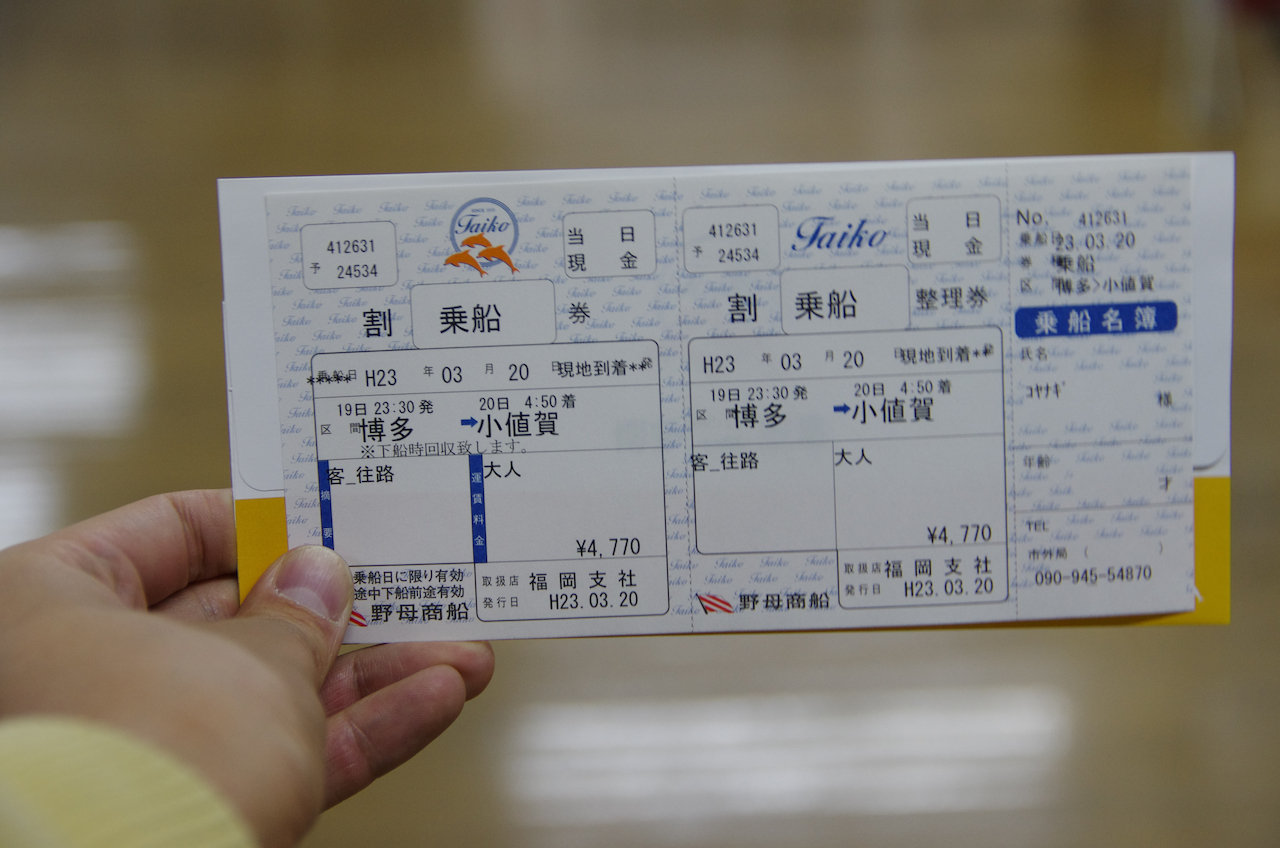 412631
予 24534
SINCE 1911
Taiko
当日
現金
割 乗船 券
乗船日 ***** H23 年 03 月 20 日 現地到着** 発
19日 23:30 発 20日 4:50 着
区間 博多 ➡小値賀
※下船時回収致します。
摘要 客_往路
運賃料金 大人
¥4,770
乗船日に限り有効
途中下船前途有効
野母商船
取扱店 福岡支社
発行日 H23.03.20
412631
予 24534
Taiko
当日
現金
割 乗船 整理券
H23 年 03 月 20 日 現地到着** 発
19日 23:30 発 20日 4:50 着
区間 博多 ➡小値賀
客_往路
大人
¥4,770
野母商船
取扱店 福岡支社
発行日 H23.03.20
No. 412631
乗船日 23.03.20
券種 乗船
区間 博多>小値賀
乗船名簿
氏名
コヤナギ 様
年齢
才
TEL
市外局 ( )
090-945-54870